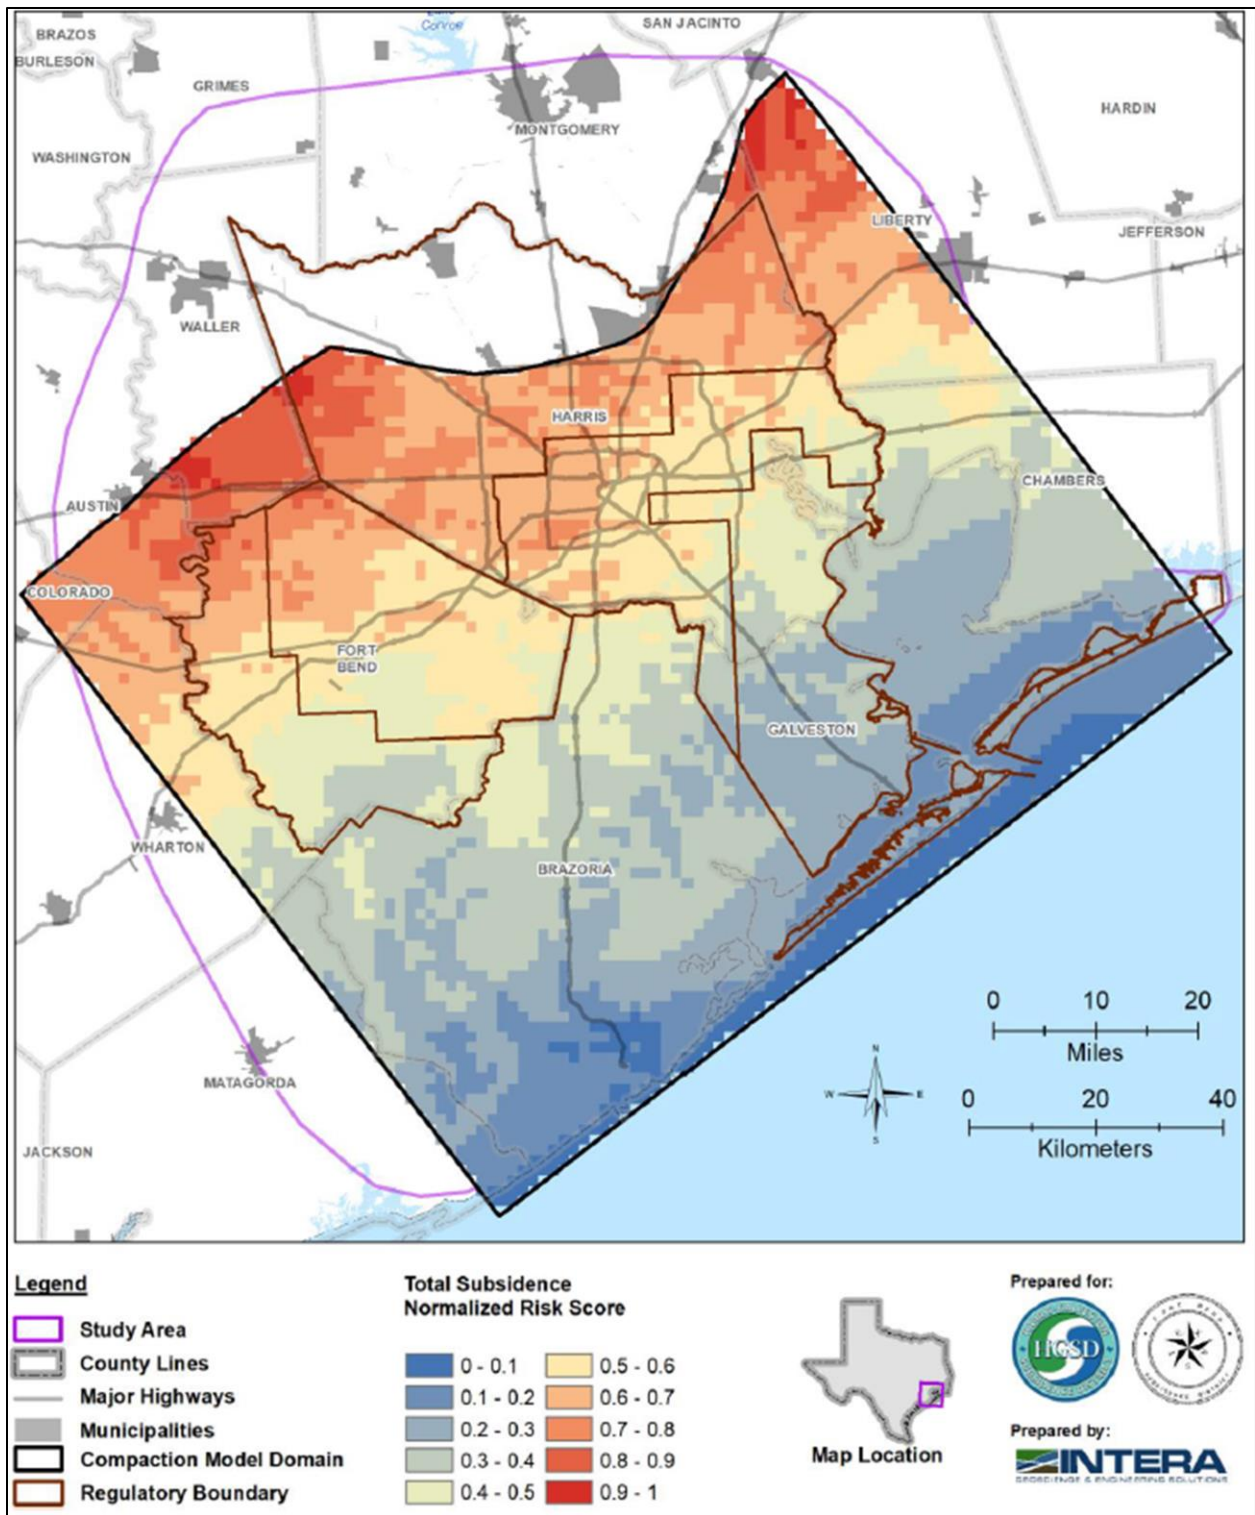 Conroe
SAN JACINTO
BRAZOS
BURLESON
GRIMES
HARDIN
MONTGOMERY
WASHINGTON
LIBERTY
JEFFERSON
WALLER
HARRIS
CHAMBERS
AUSTIN
COLORADO
FORT
BEND
GALVESTON
WHARTON
BRAZORIA
MATAGORDA
JACKSON
0 10 20
Miles
0 20 40
Kilometers
N
W E
S
Legend
Study Area
County Lines
Major Highways
Municipalities
Compaction Model Domain
Regulatory Boundary
Total Subsidence
Normalized Risk Score
0 - 0.1
0.1 - 0.2
0.2 - 0.3
0.3 - 0.4
0.4 - 0.5
0.5 - 0.6
0.6 - 0.7
0.7 - 0.8
0.8 - 0.9
0.9 - 1
Map Location
Prepared for:
HGSD
Prepared by:
INTERA
GEOSCIENCE & ENGINEERING SOLUTIONS